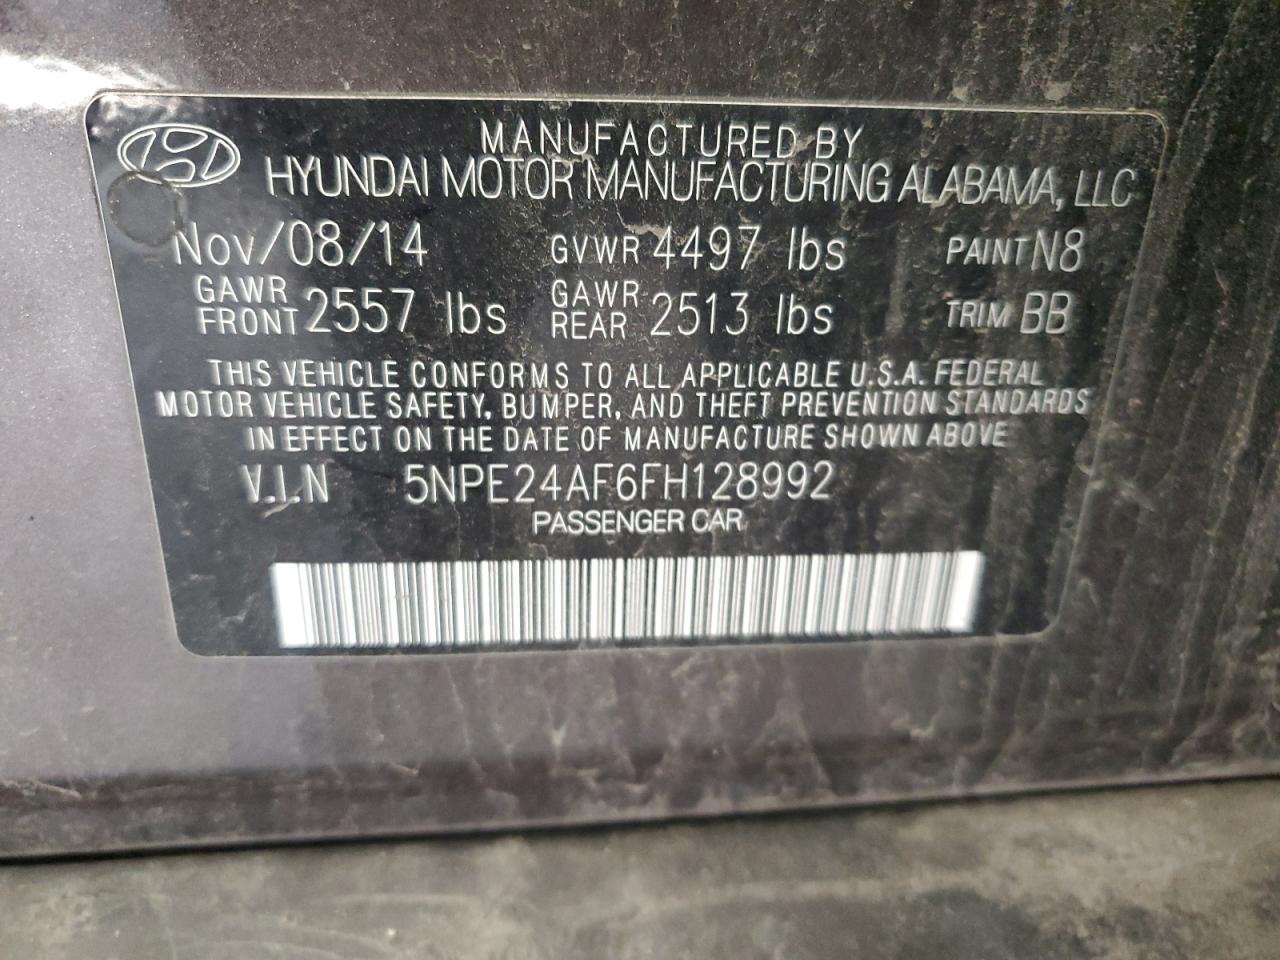 MANUFACTURED BY
HYUNDAI MOTOR MANUFACTURING ALABAMA, LLC
Nov/08/14 GVWR 4497 lbs PAINT N8
GAWR FRONT 2557 lbs GAWR REAR 2513 lbs TRIM BB
THIS VEHICLE CONFORMS TO ALL APPLICABLE U.S.A. FEDERAL
MOTOR VEHICLE SAFETY, BUMPER, AND THEFT PREVENTION STANDARDS
IN EFFECT ON THE DATE OF MANUFACTURE SHOWN ABOVE
V.I.N 5NPE24AF6FH128992
PASSENGER CAR